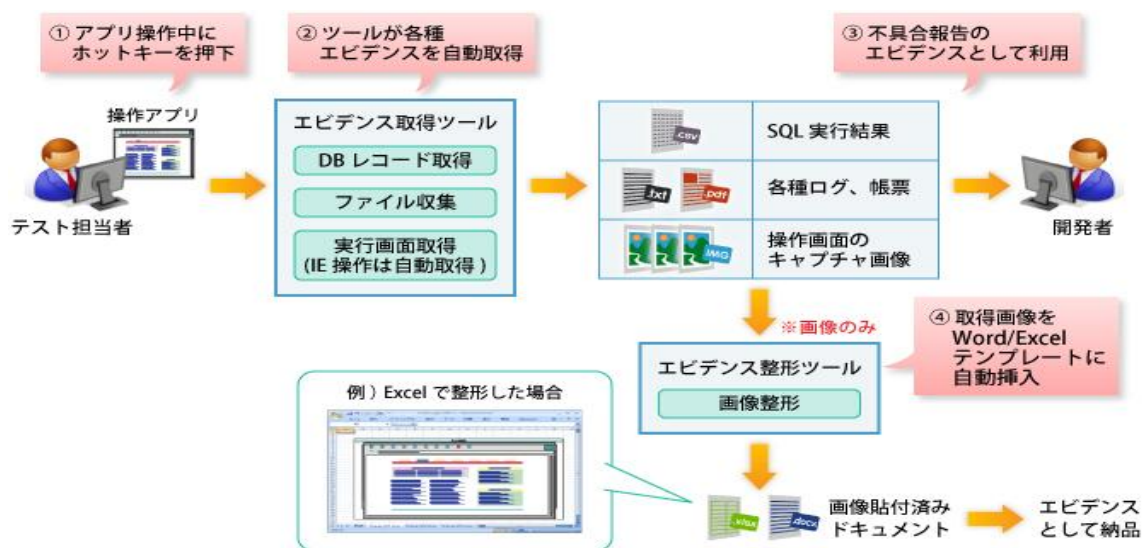 ① アプリ操作中に
ホットキーを押下
② ツールが各種
エビデンスを自動取得
③ 不具合報告の
エビデンスとして利用
操作アプリ
テスト担当者
エビデンス取得ツール
DB レコード取得
ファイル収集
実行画面取得
(IE 操作は自動取得 )
.csv
SQL 実行結果
.txt
.pdf
各種ログ、帳票
IMG
操作画面の
キャプチャ画像
開発者
※画像のみ
④ 取得画像を
Word/Excel
テンプレートに
自動挿入
エビデンス整形ツール
画像整形
例 ) Excel で整形した場合
.xlsx
.docx
画像貼付済み
ドキュメント
エビデンス
として納品